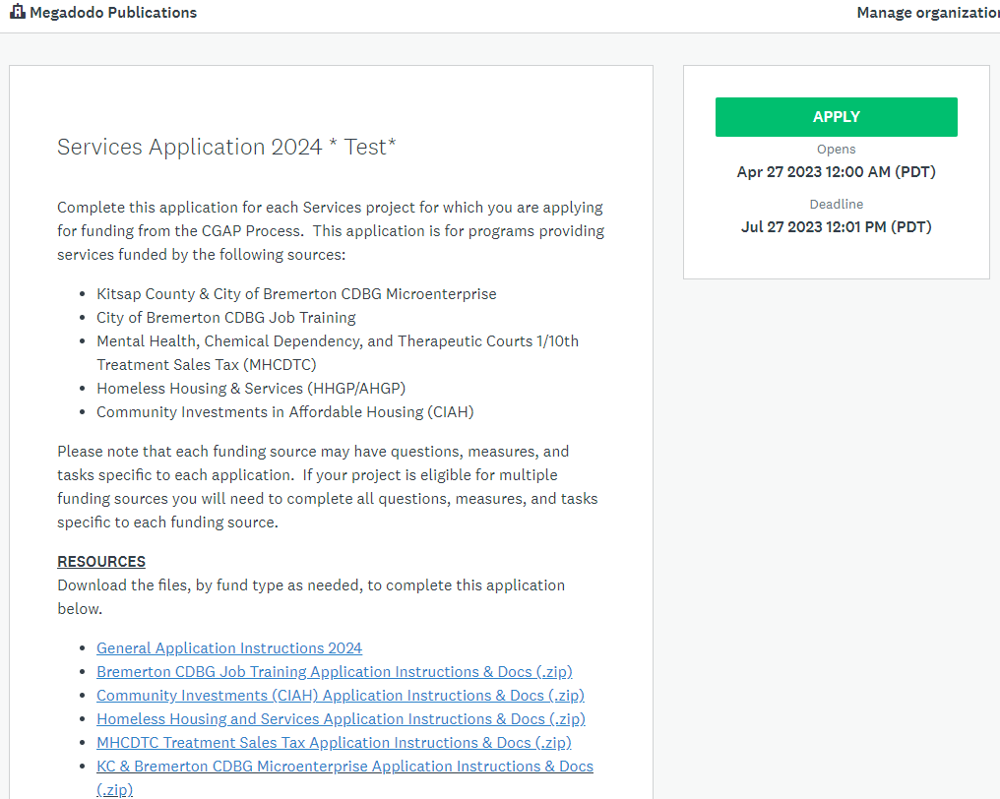 Megadodo Publications
Manage organization
Services Application 2024 * Test*
Complete this application for each Services project for which you are applying
for funding from the CGAP Process.  This application is for programs providing
services funded by the following sources:
• Kitsap County & City of Bremerton CDBG Microenterprise
• City of Bremerton CDBG Job Training
• Mental Health, Chemical Dependency, and Therapeutic Courts 1/10th
Treatment Sales Tax (MHCDTC)
• Homeless Housing & Services (HHGP/AHGP)
• Community Investments in Affordable Housing (CIAH)
Please note that each funding source may have questions, measures, and
tasks specific to each application.  If your project is eligible for multiple
funding sources you will need to complete all questions, measures, and tasks
specific to each funding source.
RESOURCES
Download the files, by fund type as needed, to complete this application
below.
• General Application Instructions 2024
• Bremerton CDBG Job Training Application Instructions & Docs (.zip)
• Community Investments (CIAH) Application Instructions & Docs (.zip)
• Homeless Housing and Services Application Instructions & Docs (.zip)
• MHCDTC Treatment Sales Tax Application Instructions & Docs (.zip)
• KC & Bremerton CDBG Microenterprise Application Instructions & Docs
(.zip)
APPLY
Opens
Apr 27 2023 12:00 AM (PDT)
Deadline
Jul 27 2023 12:01 PM (PDT)